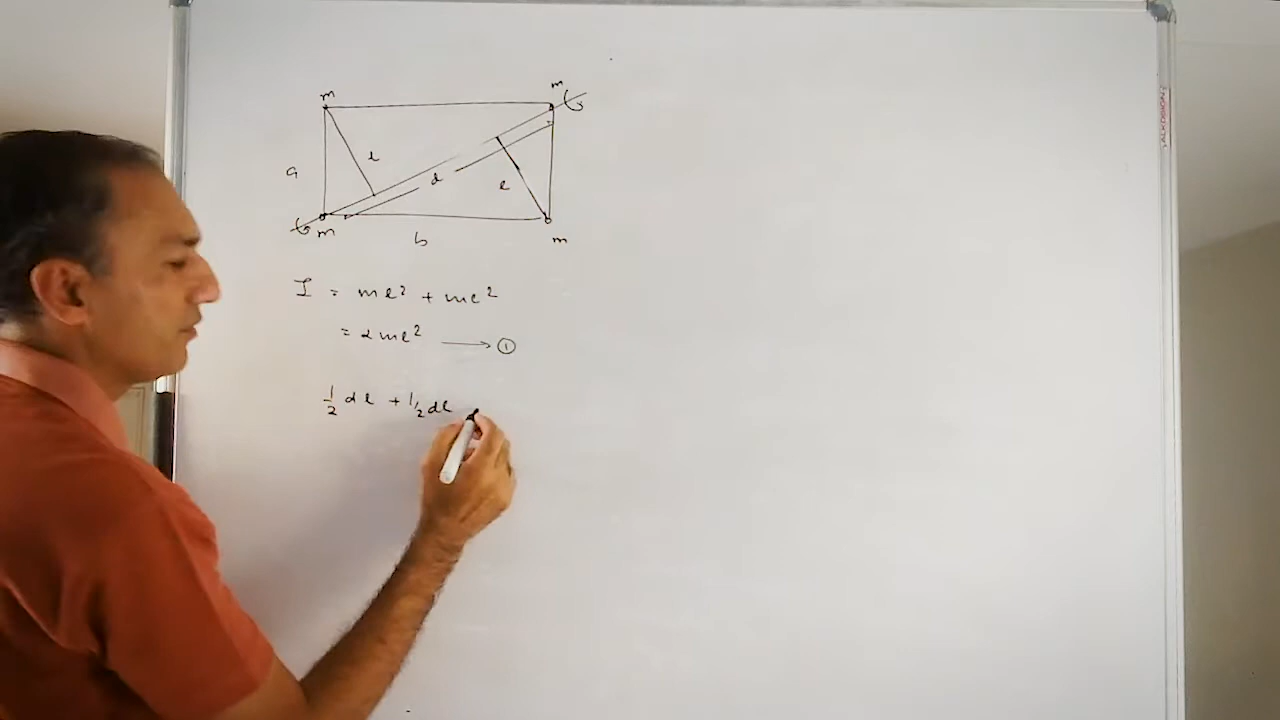 m m
l
a
d
l
m
b
m
I = ml² + ml²
= 2ml² → ①
1/2 dl + 1/2 dl